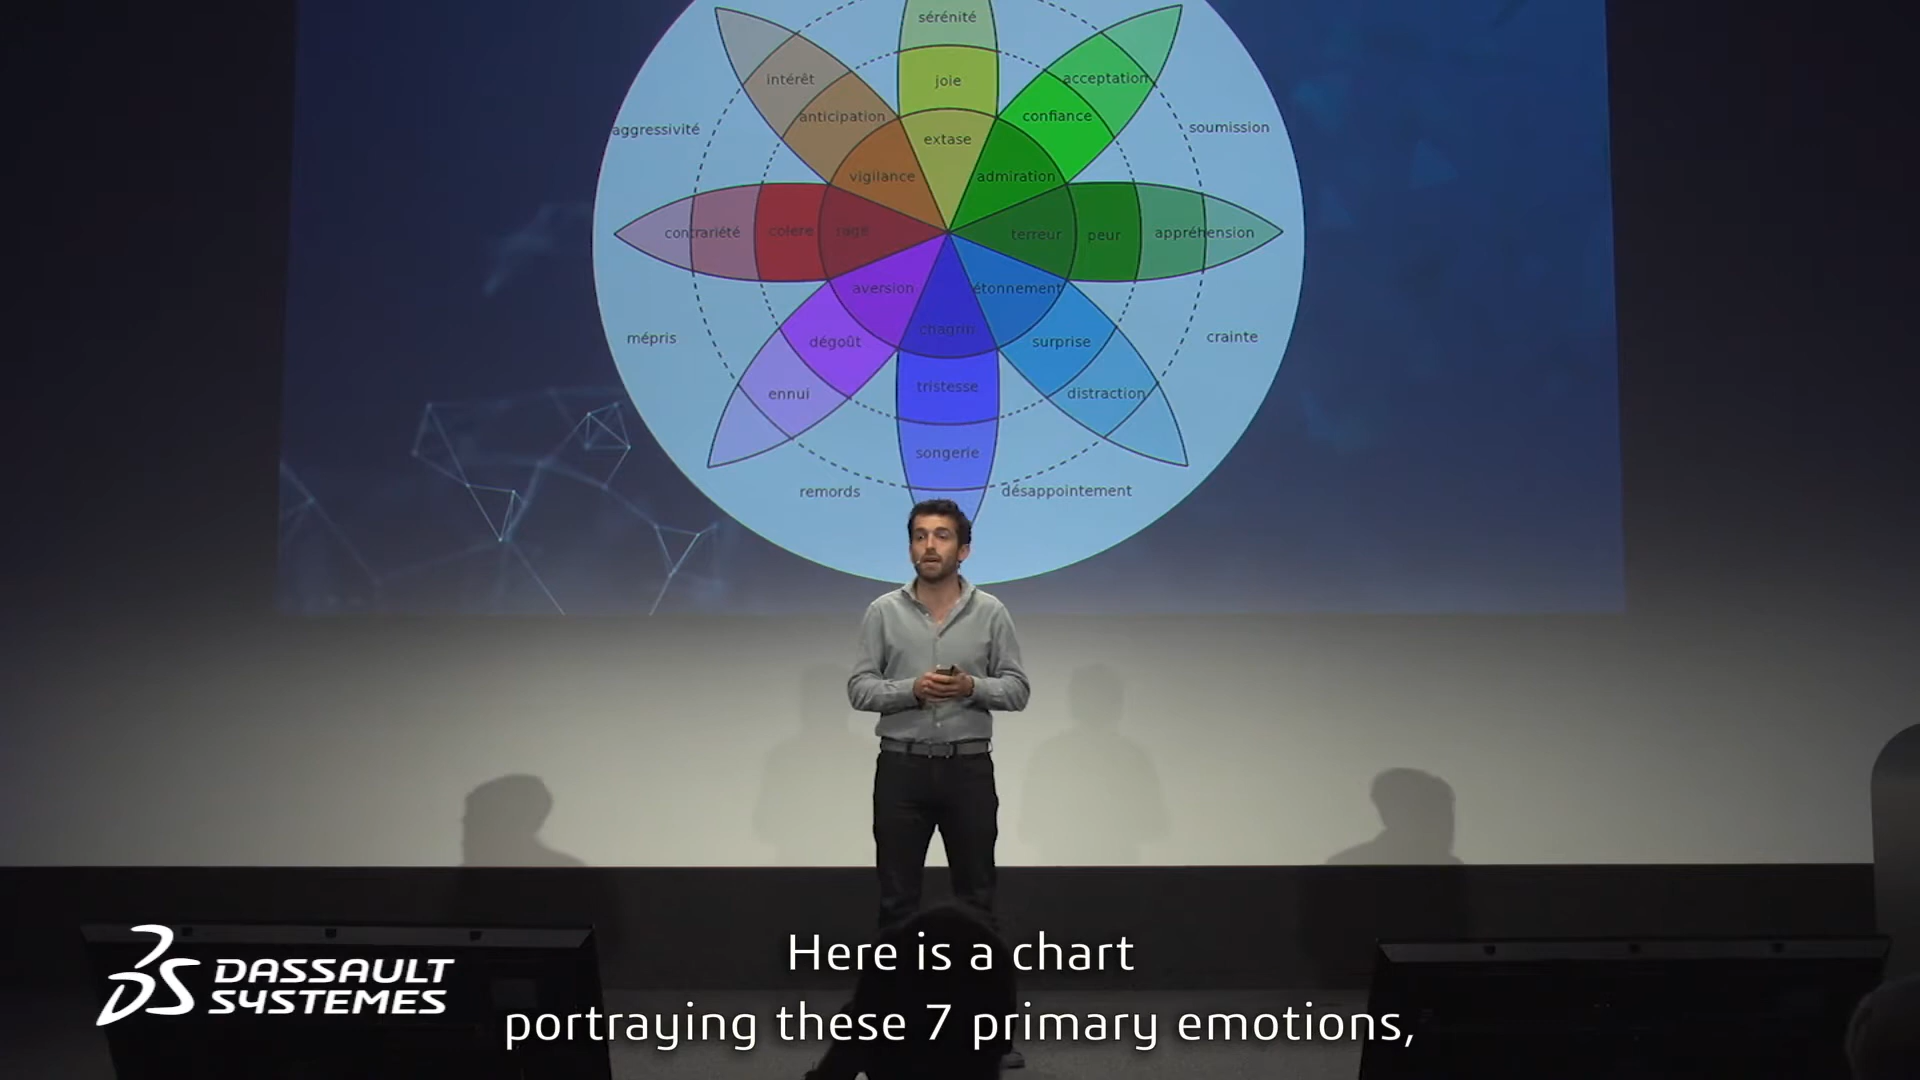 sérénité
intérêt
joie
acceptation
anticipation
extase
confiance
aggressivité
soumission
vigilance
admiration
contrariété
colère
rage
terreur
peur
appréhension
aversion
étonnement
chagrin
mépris
dégoût
surprise
crainte
ennui
tristesse
distraction
songerie
remords
désappointement
Here is a chart
portraying these 7 primary emotions,
DASSAULT
SYSTEMES